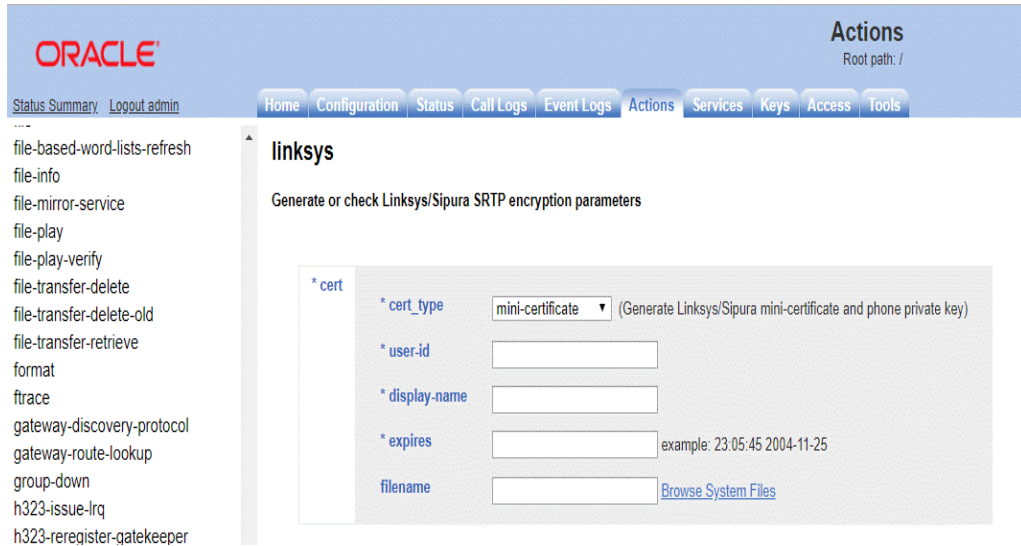 ORACLE
Actions
Root path: /
Status Summary Logout admin
Home Configuration Status Call Logs Event Logs Actions Services Keys Access Tools
file-based-word-lists-refresh
file-info
file-mirror-service
file-play
file-play-verify
file-transfer-delete
file-transfer-delete-old
file-transfer-retrieve
format
ftrace
gateway-discovery-protocol
gateway-route-lookup
group-down
h323-issue-lrq
h323-reregister-gatekeeper
linksys
Generate or check Linksys/Sipura SRTP encryption parameters
* cert
* cert_type mini-certificate (Generate Linksys/Sipura mini-certificate and phone private key)
* user-id
* display-name
* expires example: 23:05:45 2004-11-25
filename Browse System Files